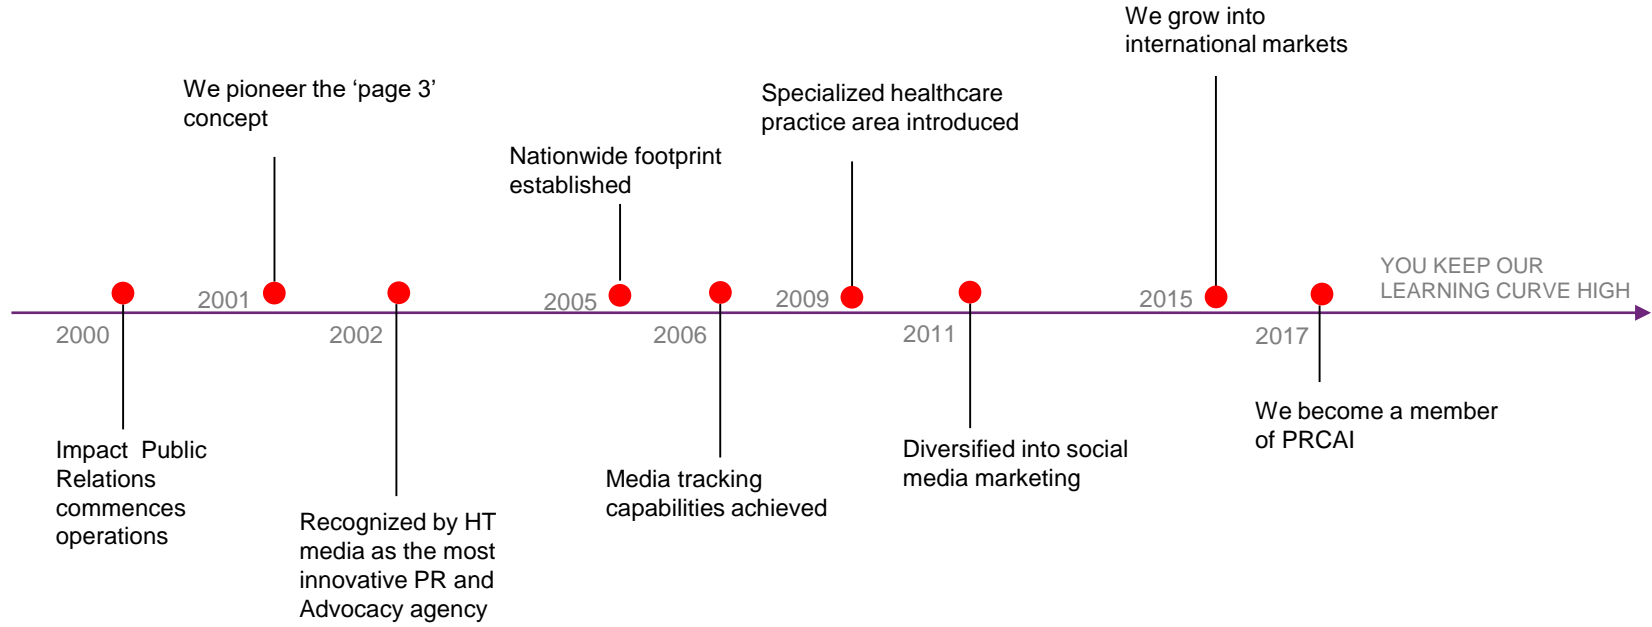 We grow into
international markets
We pioneer the ‘page 3’
concept
Specialized healthcare
practice area introduced
Nationwide footprint
established
YOU KEEP OUR
LEARNING CURVE HIGH
2001
2005
2009
2015
2000
2002
2006
2011
2017
Impact  Public
Relations
commences
operations
Recognized by HT
media as the most
innovative PR and
Advocacy agency
Media tracking
capabilities achieved
Diversified into social
media marketing
We become a member
of PRCAI